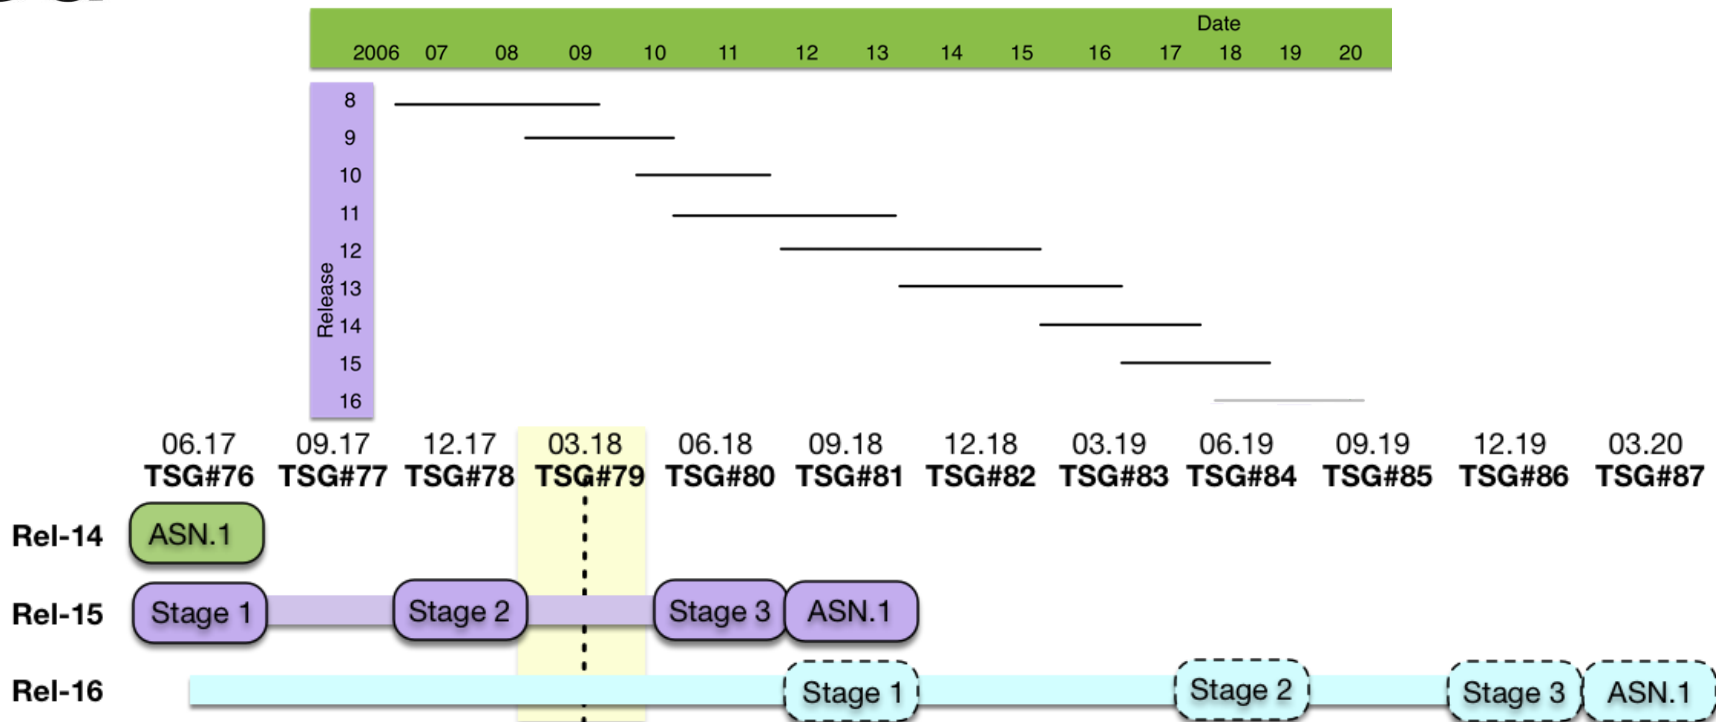 Date
2006 07 08 09 10 11 12 13 14 15 16 17 18 19 20
8
9
10
11
12
13
14
15
16
Release
06.17 09.17 12.17 03.18 06.18 09.18 12.18 03.19 06.19 09.19 12.19 03.20
TSG#76 TSG#77 TSG#78 TSG#79 TSG#80 TSG#81 TSG#82 TSG#83 TSG#84 TSG#85 TSG#86 TSG#87
Rel-14 ASN.1
Rel-15 Stage 1 Stage 2 Stage 3 ASN.1
Rel-16 Stage 1 Stage 2 Stage 3 ASN.1